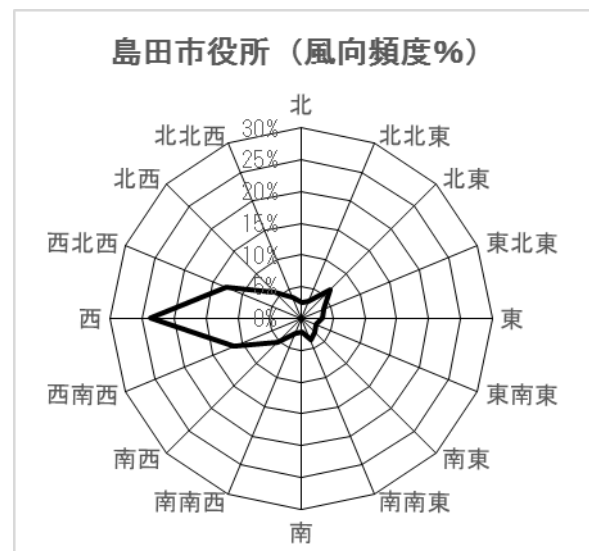 島田市役所（風向頻度%）
北
北北東
北東
東北東
東
東南東
南東
南南東
南
南南西
南西
西南西
西
西北西
北西
北北西
30%
25%
20%
15%
10%
5%
0%